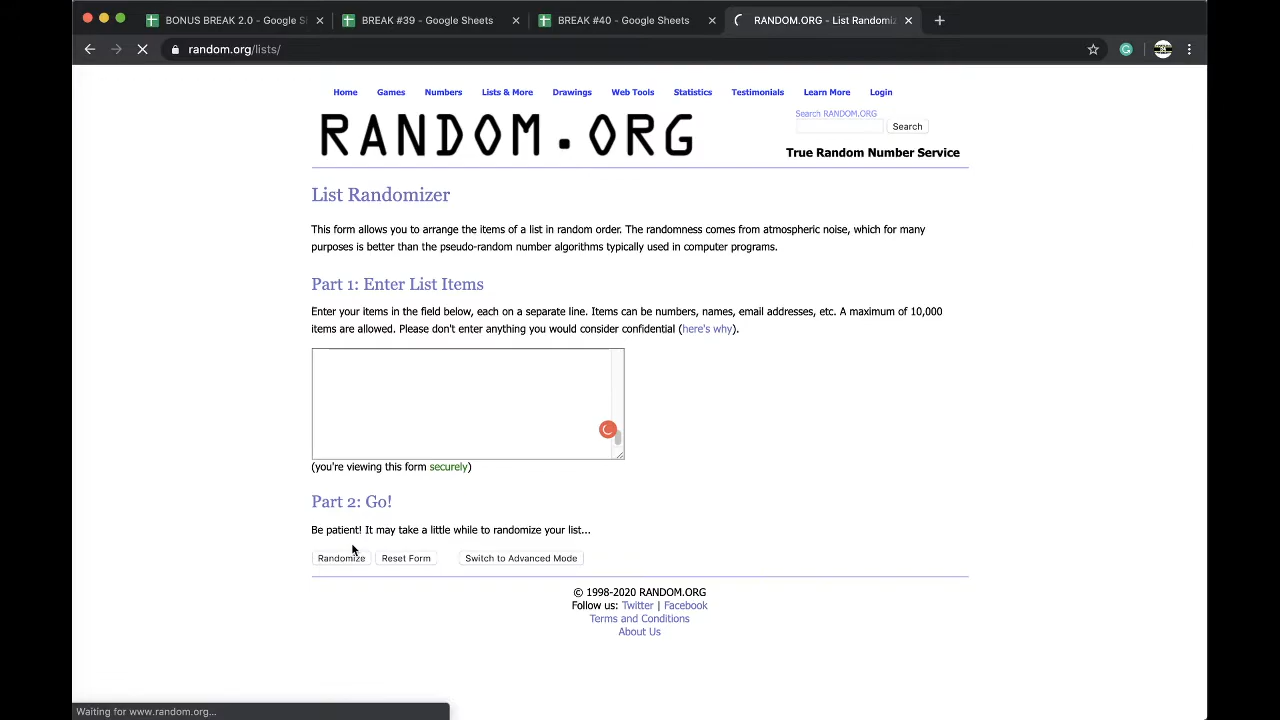 BONUS BREAK 2.0 - Google S
BREAK #39 - Google Sheets
BREAK #40 - Google Sheets
RANDOM.ORG - List Randomiz
random.org/lists/
Home Games Numbers Lists & More Drawings Web Tools Statistics Testimonials Learn More Login
RANDOM.ORG
Search RANDOM.ORG
Search
True Random Number Service
List Randomizer
This form allows you to arrange the items of a list in random order. The randomness comes from atmospheric noise, which for many
purposes is better than the pseudo-random number algorithms typically used in computer programs.
Part 1: Enter List Items
Enter your items in the field below, each on a separate line. Items can be numbers, names, email addresses, etc. A maximum of 10,000
items are allowed. Please don't enter anything you would consider confidential (here's why).
(you're viewing this form securely)
Part 2: Go!
Be patient! It may take a little while to randomize your list...
Randomize Reset Form Switch to Advanced Mode
© 1998-2020 RANDOM.ORG
Follow us: Twitter | Facebook
Terms and Conditions
About Us
Waiting for www.random.org...